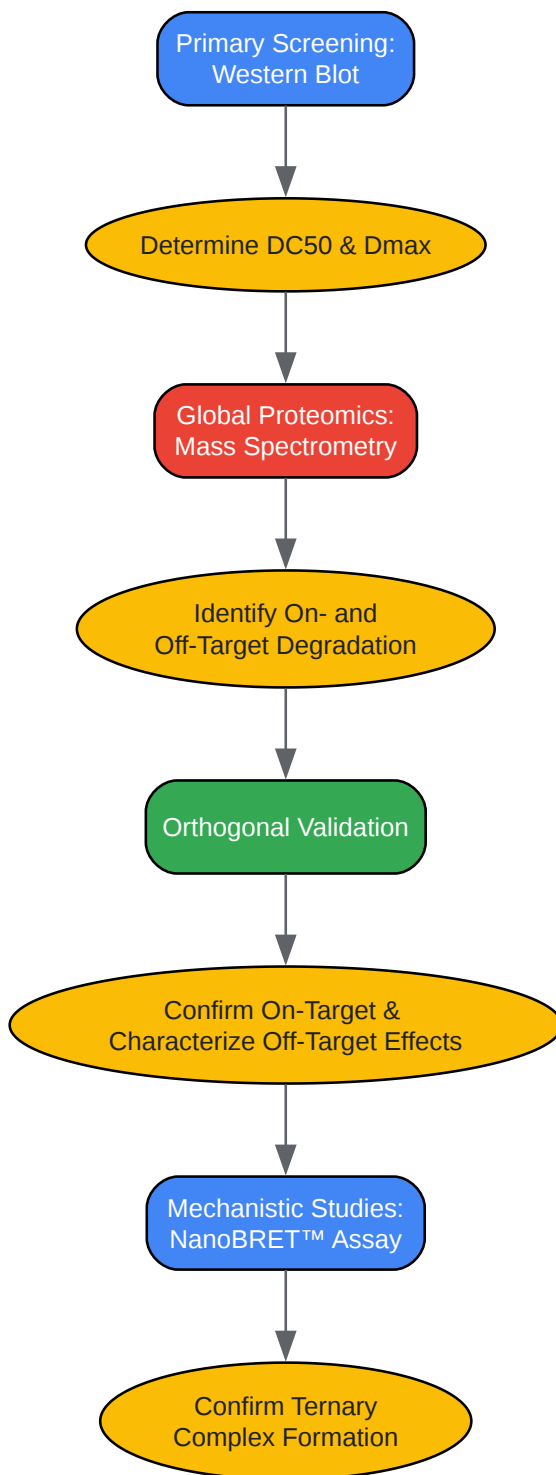 Primary Screening:
Western Blot
Determine DC50 & Dmax
Global Proteomics:
Mass Spectrometry
Identify On- and
Off-Target Degradation
Orthogonal Validation
Confirm On-Target &
Characterize Off-Target Effects
Mechanistic Studies:
NanoBRET™ Assay
Confirm Ternary
Complex Formation